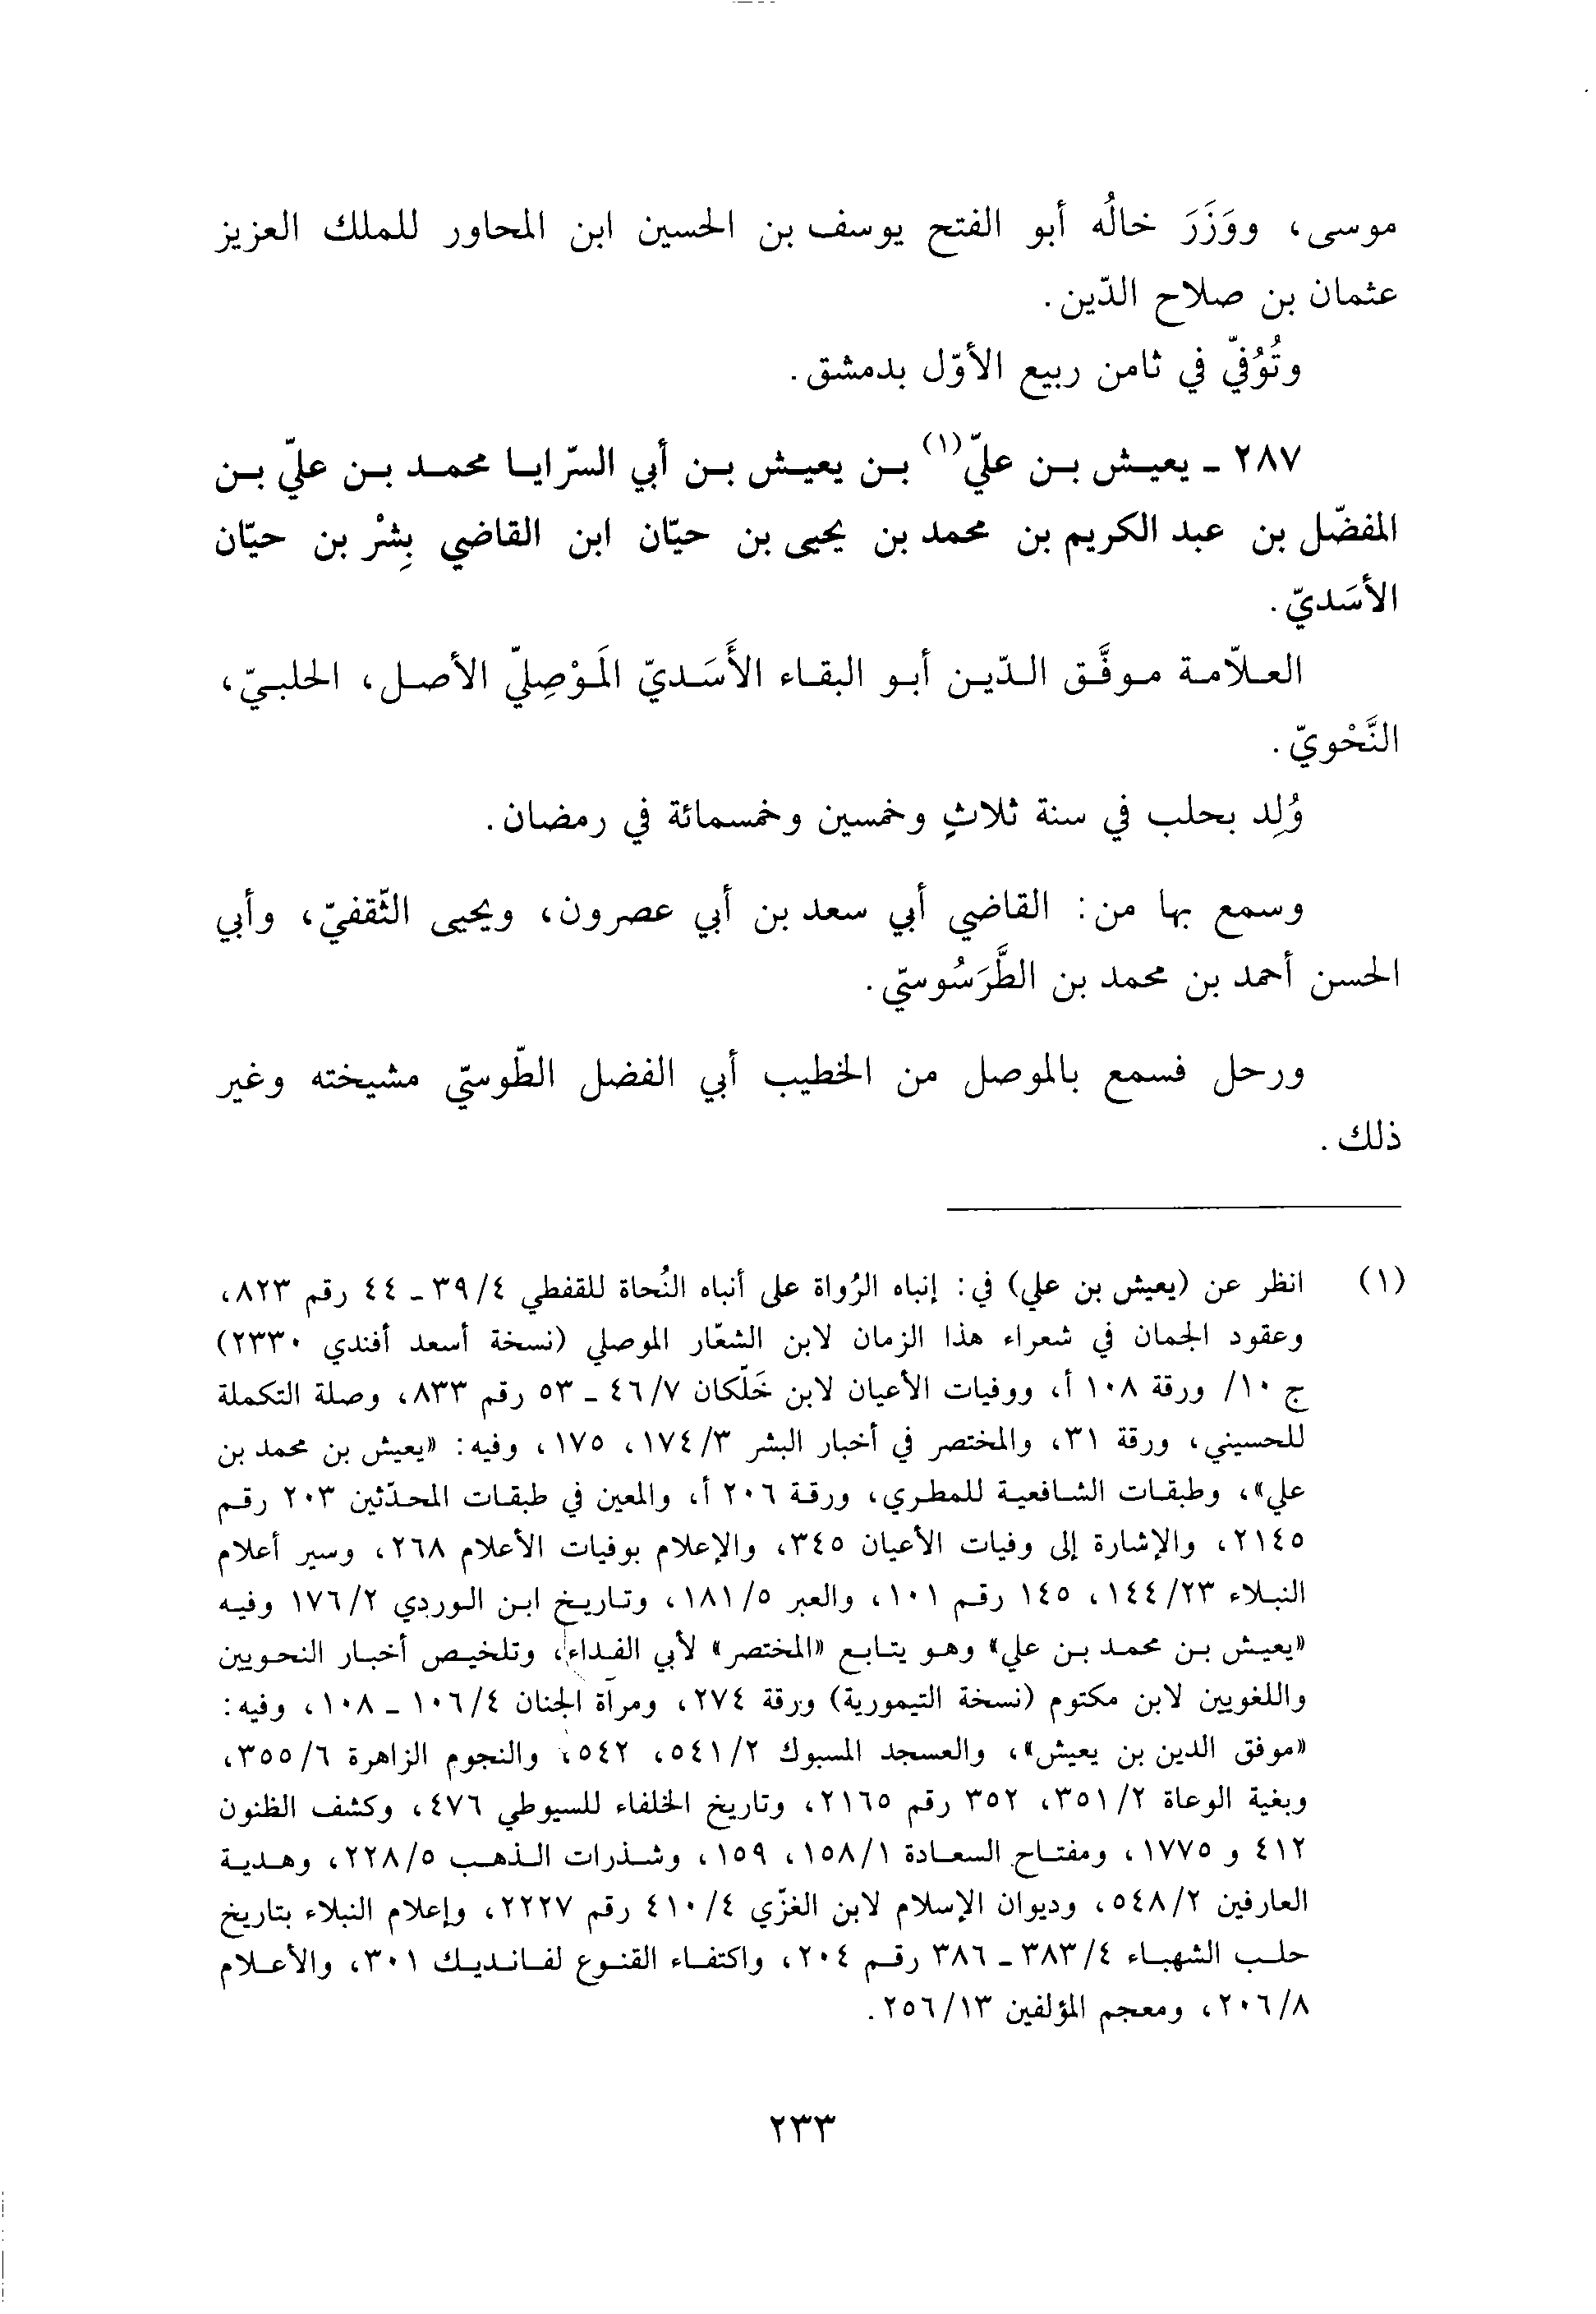 موسى، ووَزَرَ خالُه أبو الفتح يوسف بن الحسين ابن المحاور للملك العزيز
عثمان بن صلاح الدّين.
وتُوُفّي في ثامن ربيع الأوّل بدمشق.
٢٨٧ ـ يعيش بن عليّ(١) بن يعيش بن أبي السرّايا محمد بن عليّ بن
المفضّل بن عبد الكريم بن محمد بن يحيى بن حيّان ابن القاضي بِشْر بن حيّان
الأسَديّ.
العلاّمة موفَّق الدّين أبو البقاء الأَسَديّ المَوْصِليّ الأصل، الحلبيّ،
النَّحْويّ.
وُلِد بحلب في سنة ثلاثٍ وخمسين وخمسمائة في رمضان.
وسمع بها من: القاضي أبي سعد بن أبي عصرون، ويحيى الثّقفيّ، وأبي
الحسن أحمد بن محمد بن الطَّرَسُوسيّ.
ورحل فسمع بالموصل من الخطيب أبي الفضل الطّوسيّ مشيخته وغير
ذلك.
(١) انظر عن (يعيش بن علي) في: إنباه الرُواة على أنباه النُحاة للقفطي ٤/ ٣٩ ـ ٤٤ رقم ٨٢٣،
وعقود الجمان في شعراء هذا الزمان لابن الشعّار الموصلي (نسخة أسعد أفندي ٢٣٣٠)
ج ١٠/ ورقة ١٠٨ أ، ووفيات الأعيان لابن خَلّكان ٧/ ٤٦ ـ ٥٣ رقم ٨٣٣، وصلة التكملة
للحسيني، ورقة ٣١، والمختصر في أخبار البشر ٣/ ١٧٤، ١٧٥، وفيه: «يعيش بن محمد بن
علي»، وطبقات الشافعية للمطري، ورقة ٢٠٦ أ، والمعين في طبقات المحدّثين ٢٠٣ رقم
٢١٤٥، والإشارة إلى وفيات الأعيان ٣٤٥، والإعلام بوفيات الأعلام ٢٦٨، وسير أعلام
النبلاء ٢٣/ ١٤٤، ١٤٥ رقم ١٠١، والعبر ٥/ ١٨١، وتاريخ ابن الوردي ٢/ ١٧٦ وفيه
«يعيش بن محمد بن علي» وهو يتابع «المختصر» لأبي الفداء، وتلخيص أخبار النحويين
واللغويين لابن مكتوم (نسخة التيمورية) ورقة ٢٧٤، ومرآة الجنان ٤/ ١٠٦ ـ ١٠٨، وفيه:
«موفق الدين بن يعيش»، والعسجد المسبوك ٢/ ٥٤١، ٥٤٢، والنجوم الزاهرة ٦/ ٣٥٥،
وبغية الوعاة ٢/ ٣٥١، ٣٥٢ رقم ٢١٦٥، وتاريخ الخلفاء للسيوطي ٤٧٦، وكشف الظنون
٤١٢ و ١٧٧٥، ومفتاح السعادة ١/ ١٥٨، ١٥٩، وشذرات الذهب ٥/ ٢٢٨، وهدية
العارفين ٢/ ٥٤٨، وديوان الإسلام لابن الغزّي ٤/ ٤١٠ رقم ٢٢٢٧، وإعلام النبلاء بتاريخ
حلب الشهباء ٤/ ٣٨٣ ـ ٣٨٦ رقم ٢٠٤، واكتفاء القنوع لفانديك ٣٠١، والأعلام
٨/ ٢٠٦، ومعجم المؤلفين ١٣/ ٢٥٦.
٢٣٣